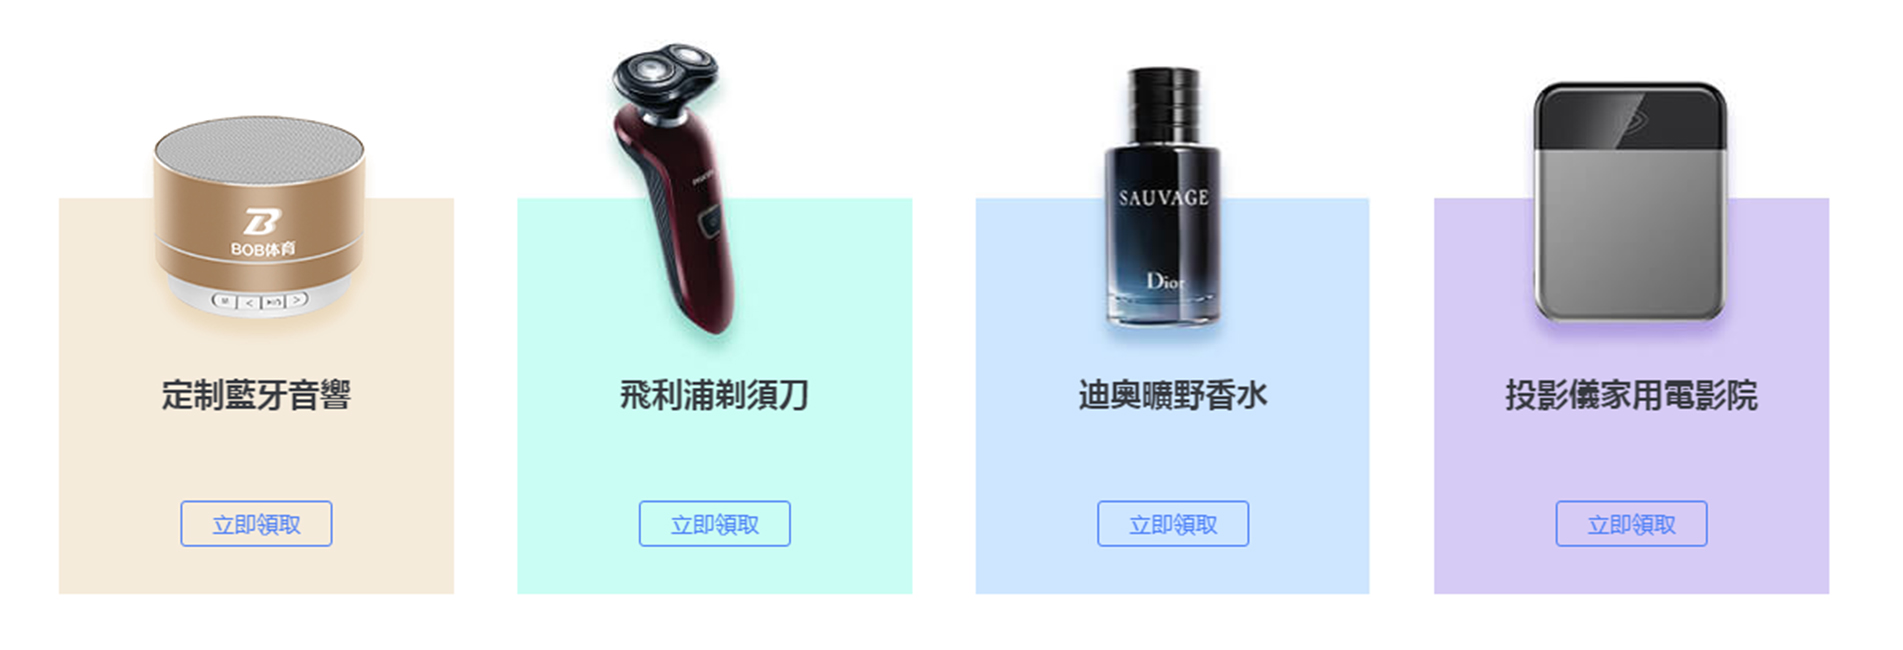 BOB体育
定制藍牙音響
立即領取
飛利浦剃須刀
立即領取
SAUVAGE
Dior
迪奥曠野香水
立即領取
投影儀家用電影院
立即領取